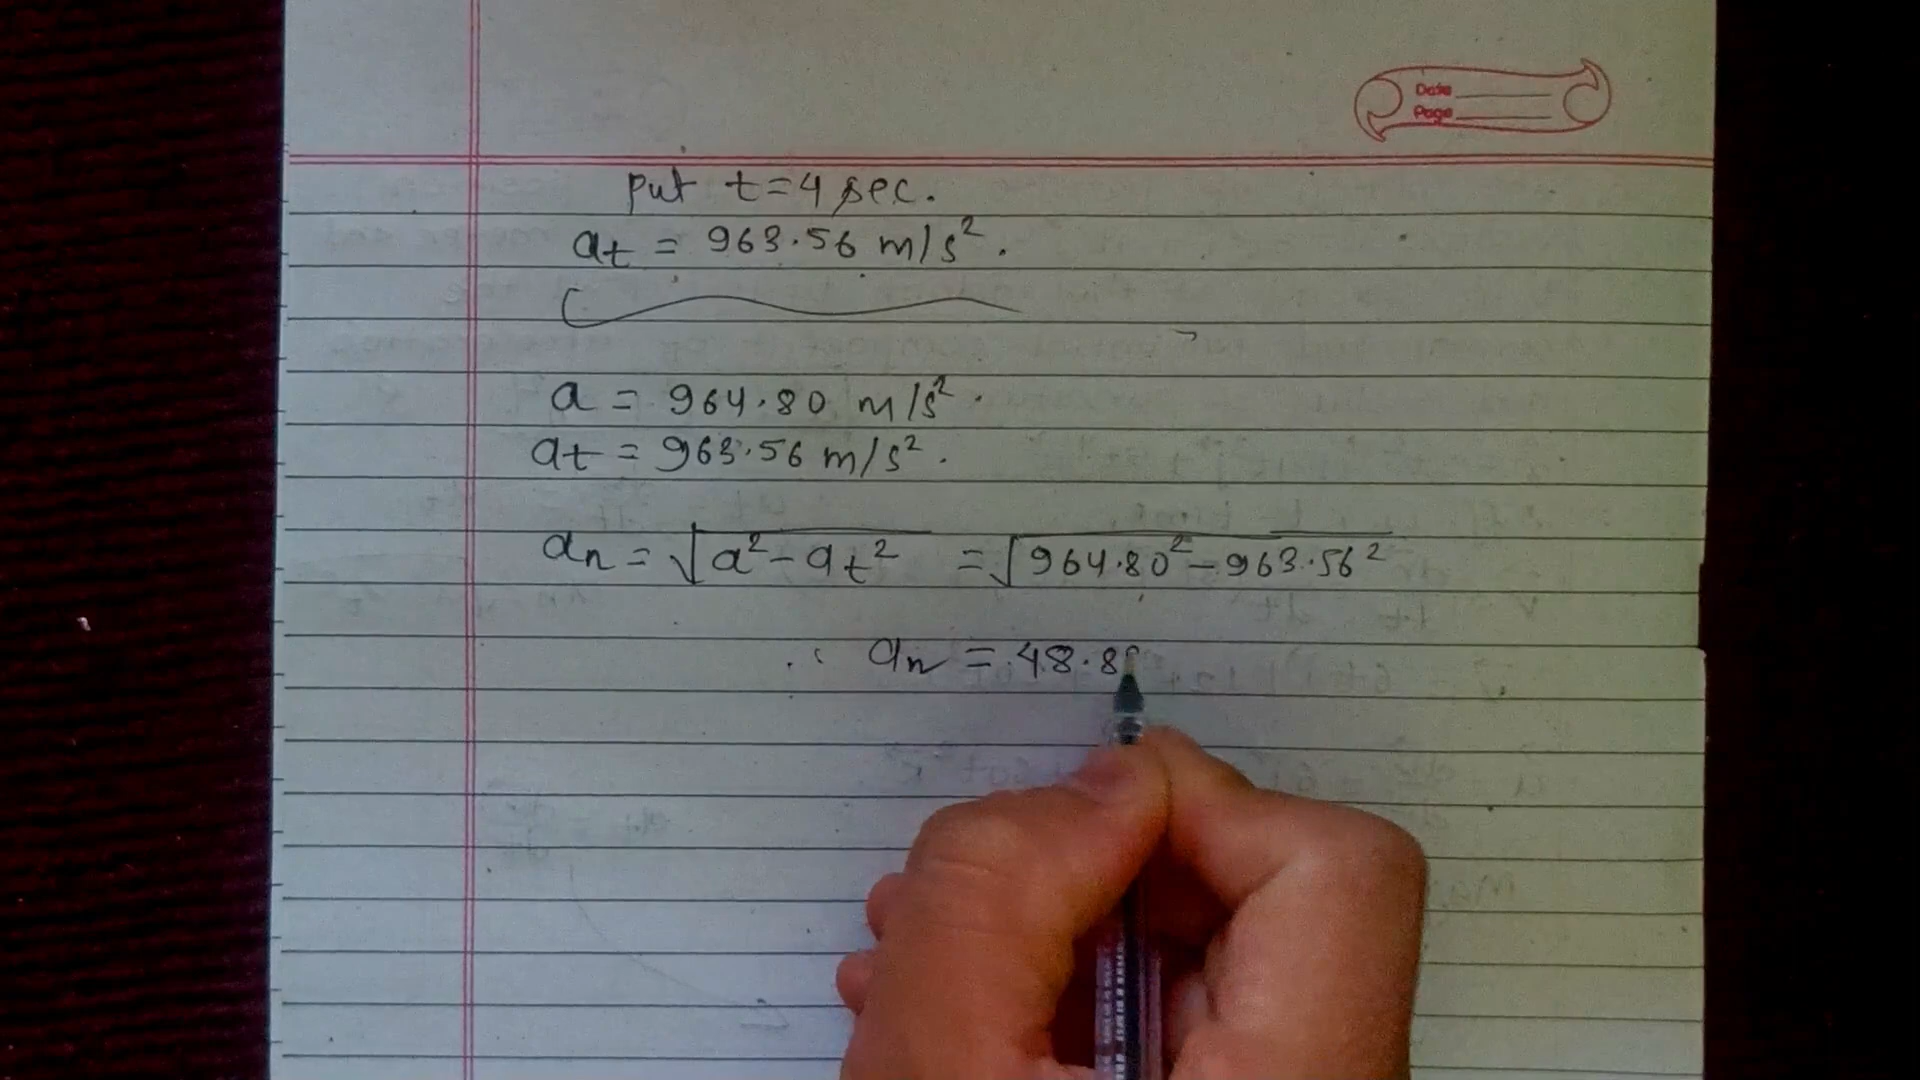 Date
Page
put t=4 sec.
at = 963.56 m/s².
a = 964.80 m/s².
at = 963.56 m/s².
an = √a²-at² = √964.80²-963.56²
∴ an = 48.8